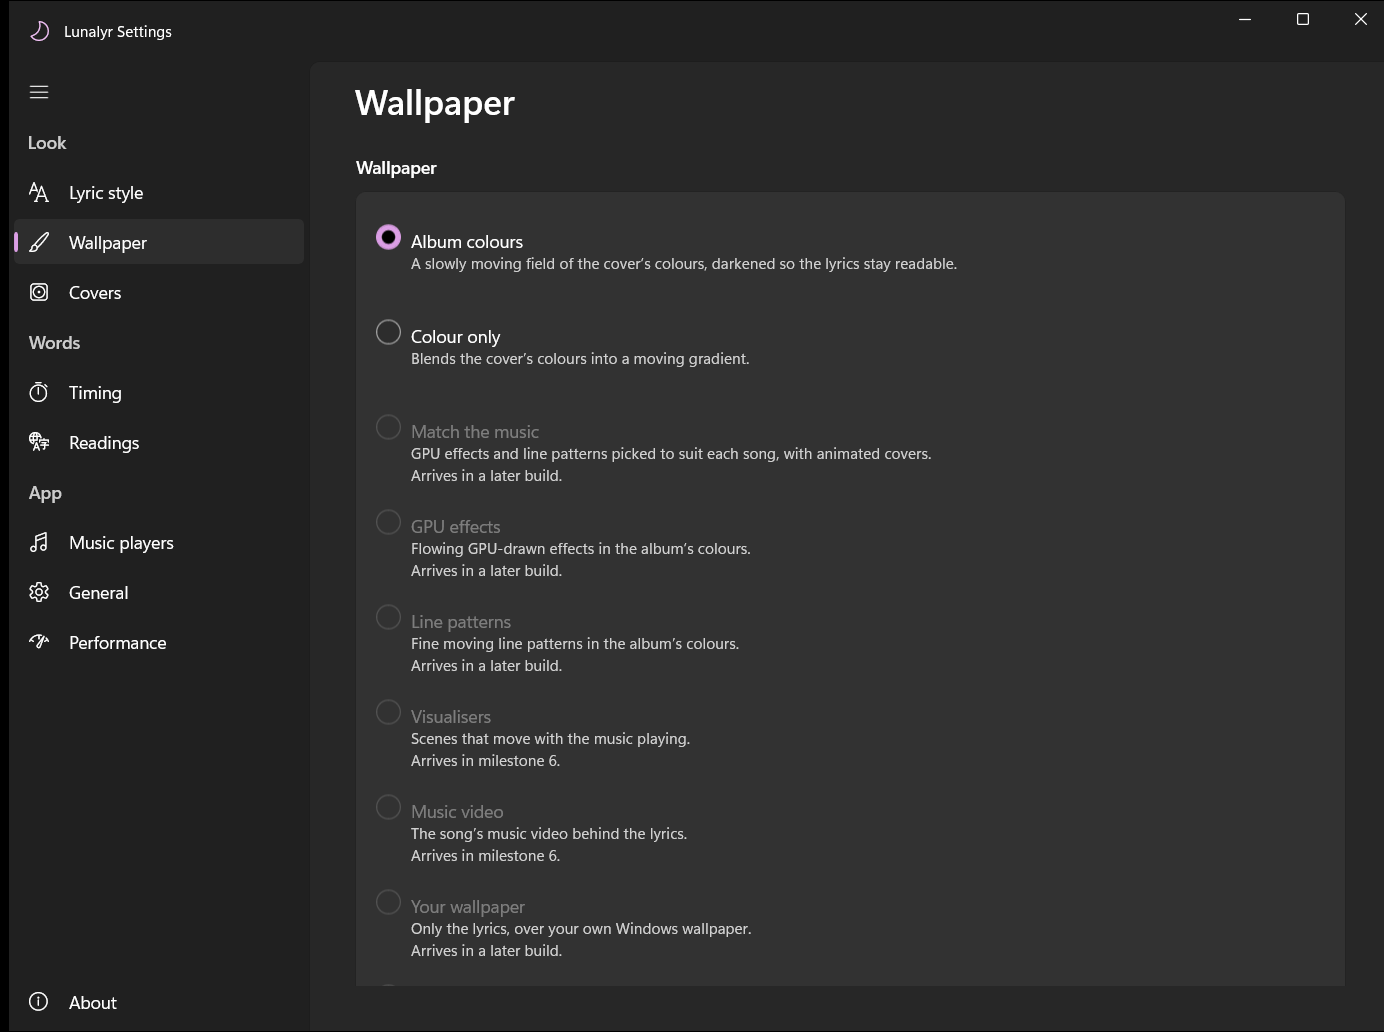 Lunalyr Settings
Look
Lyric style
Wallpaper
Covers
Words
Timing
Readings
App
Music players
General
Performance
About
Wallpaper
Wallpaper
Album colours
A slowly moving field of the cover’s colours, darkened so the lyrics stay readable.
Colour only
Blends the cover’s colours into a moving gradient.
Match the music
GPU effects and line patterns picked to suit each song, with animated covers.
Arrives in a later build.
GPU effects
Flowing GPU-drawn effects in the album’s colours.
Arrives in a later build.
Line patterns
Fine moving line patterns in the album’s colours.
Arrives in a later build.
Visualisers
Scenes that move with the music playing.
Arrives in milestone 6.
Music video
The song’s music video behind the lyrics.
Arrives in milestone 6.
Your wallpaper
Only the lyrics, over your own Windows wallpaper.
Arrives in a later build.